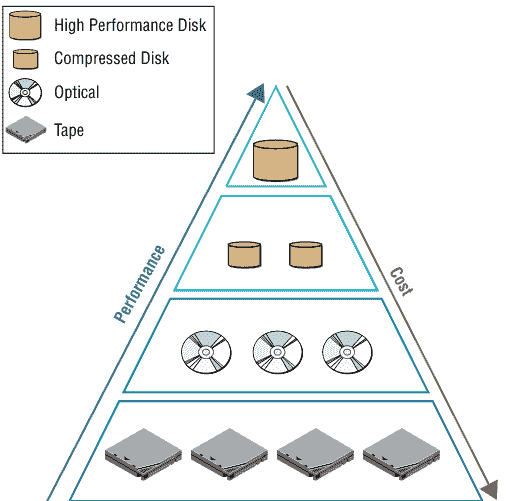 High Performance Disk
Compressed Disk
Optical
Tape
Performance
Cost